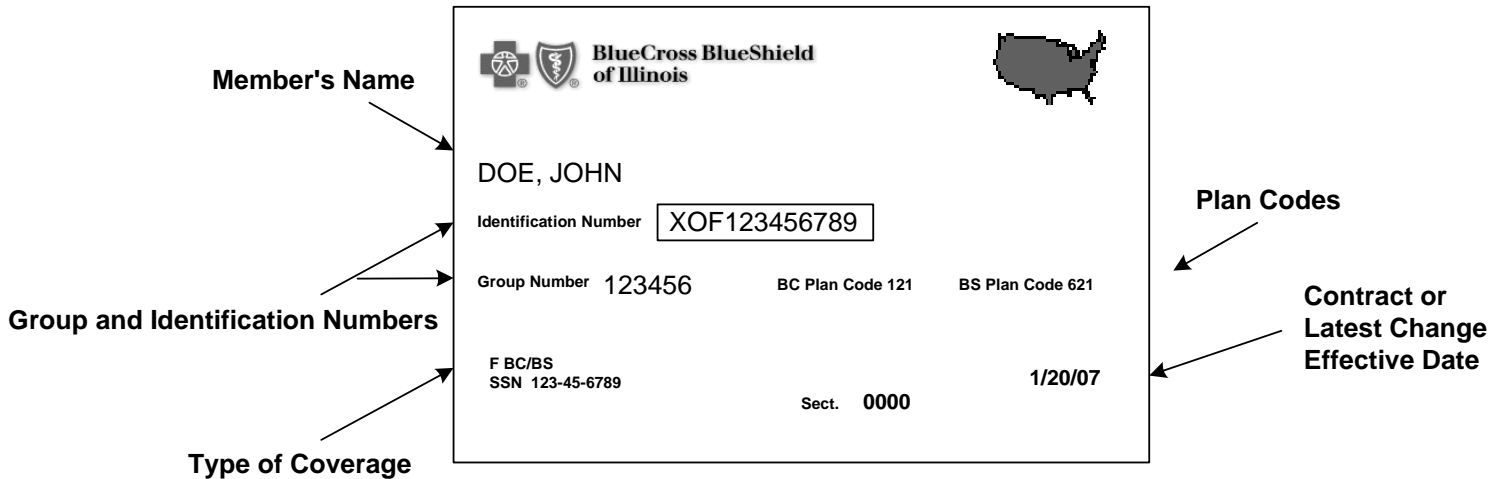 BlueCross BlueShield
of Illinois
Member's Name
DOE, JOHN
Identification Number XOF123456789
Plan Codes
Group Number 123456 BC Plan Code 121 BS Plan Code 621
Group and Identification Numbers
Contract or
Latest Change
Effective Date
F BC/BS
SSN 123-45-6789
1/20/07
Sect. 0000
Type of Coverage